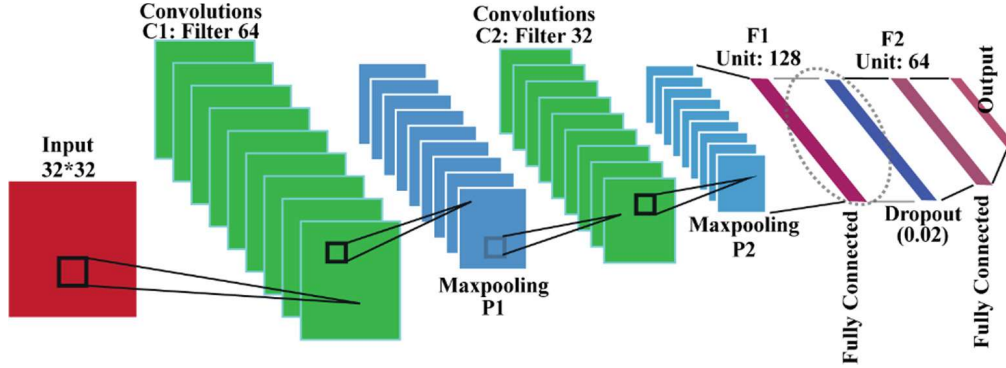 Convolutions
C1: Filter 64
Convolutions
C2: Filter 32
F1
Unit: 128
F2
Unit: 64
Output
Input
32*32
Maxpooling
P1
Maxpooling
P2
Dropout
(0.02)
Fully Connected
Fully Connected